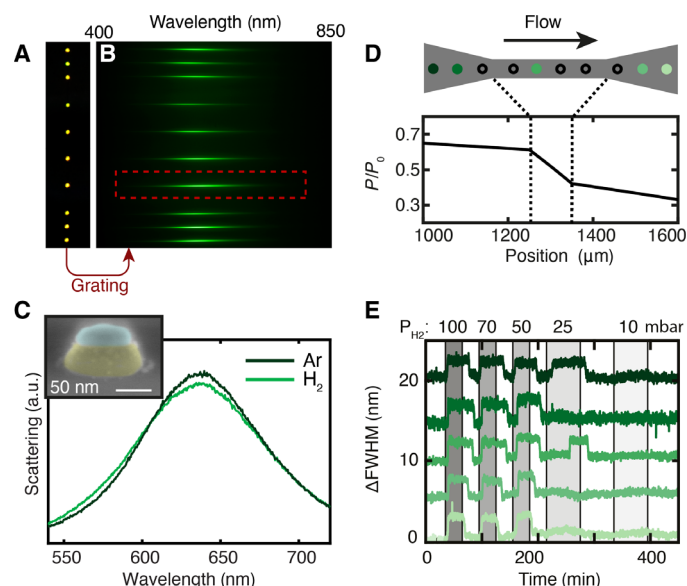 Wavelength (nm)
400
850
A
B
Grating
C
50 nm
Ar
H₂
Scattering (a.u.)
550
600
650
700
Wavelength (nm)
D
Flow
P/P₀
0.7
0.5
0.3
1000
1200
1400
1600
Position (μm)
E
P_H2: 100 70 50 25 10 mbar
ΔFWHM (nm)
20
10
0
0
200
400
Time (min)